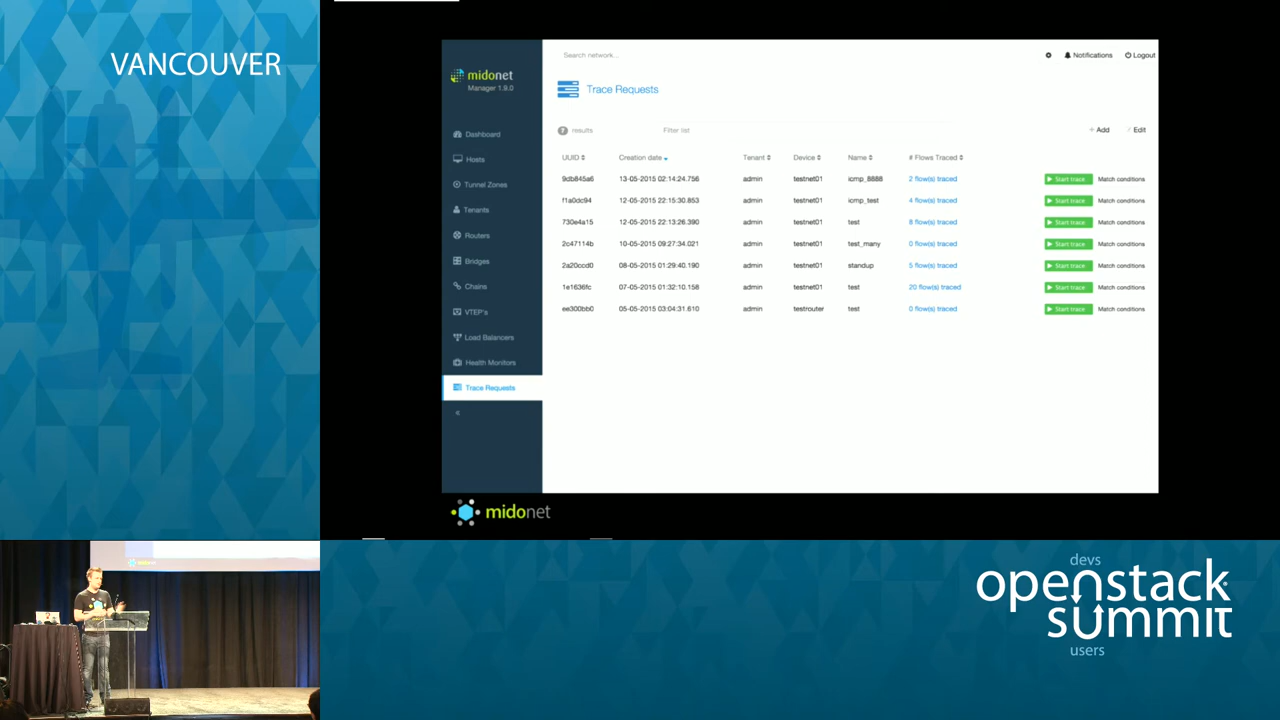 VANCOUVER
midonet
Manager 1.9.0
Dashboard
Hosts
Tunnel Zones
Tenants
Routers
Bridges
Chains
VTEP's
Load Balancers
Health Monitors
Trace Requests
«
Search network...
Notifications Logout
Trace Requests
7 results Filter list + Add Edit
UUID Creation date Tenant Device Name # Flows Traced
9db845a6 13-05-2015 02:14:24.756 admin testnet01 icmp_8888 2 flow(s) traced Start trace Match conditions
f1a0dc94 12-05-2015 22:15:30.853 admin testnet01 icmp_test 4 flow(s) traced Start trace Match conditions
730e4a15 12-05-2015 22:13:26.390 admin testnet01 test 8 flow(s) traced Start trace Match conditions
2c47114b 10-05-2015 09:27:34.021 admin testnet01 test_many 0 flow(s) traced Start trace Match conditions
2a20ccd0 08-05-2015 01:29:40.190 admin testnet01 standup 5 flow(s) traced Start trace Match conditions
1e1636fc 07-05-2015 01:32:10.158 admin testnet01 test 20 flow(s) traced Start trace Match conditions
ee300bb0 05-05-2015 03:04:31.610 admin testrouter test 0 flow(s) traced Start trace Match conditions
midonet
devs
openstack
summit
users